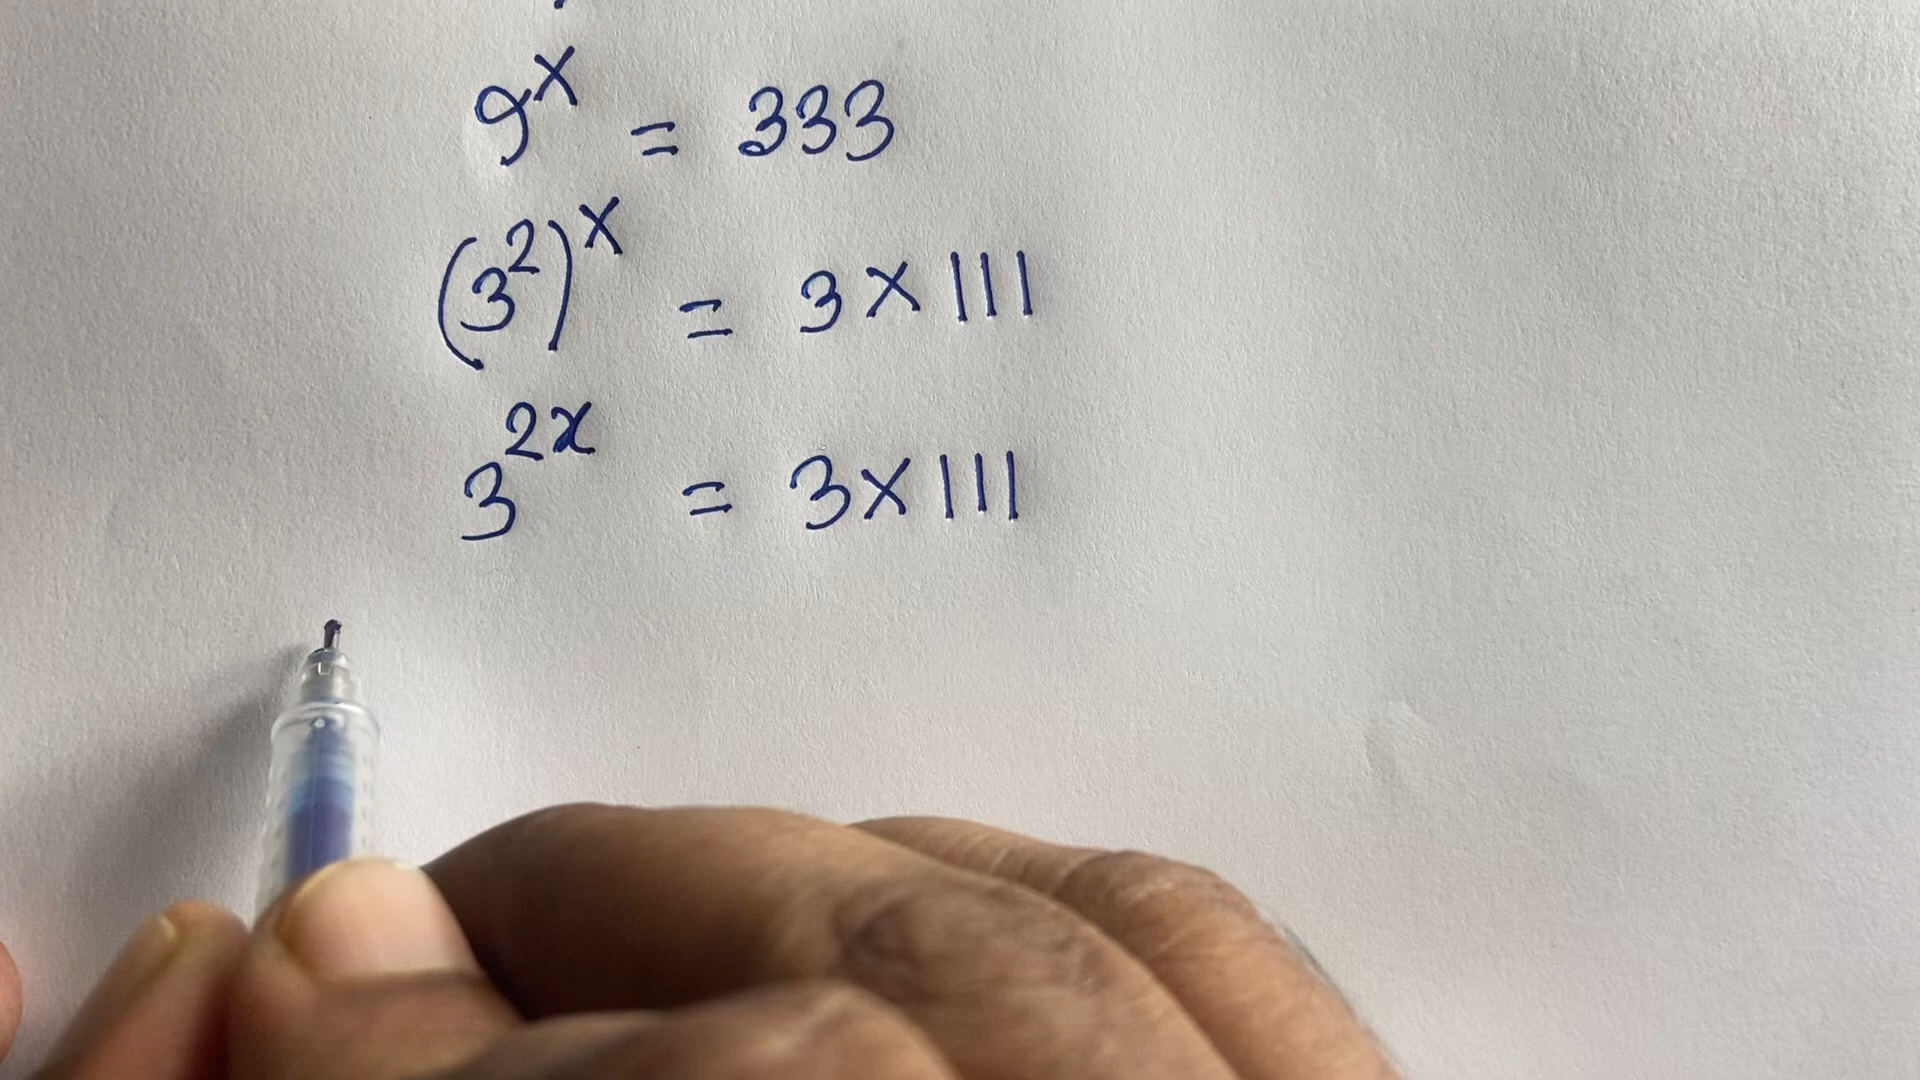 9^x = 333
(3^2)^x = 3 × 111
3^2x = 3 × 111